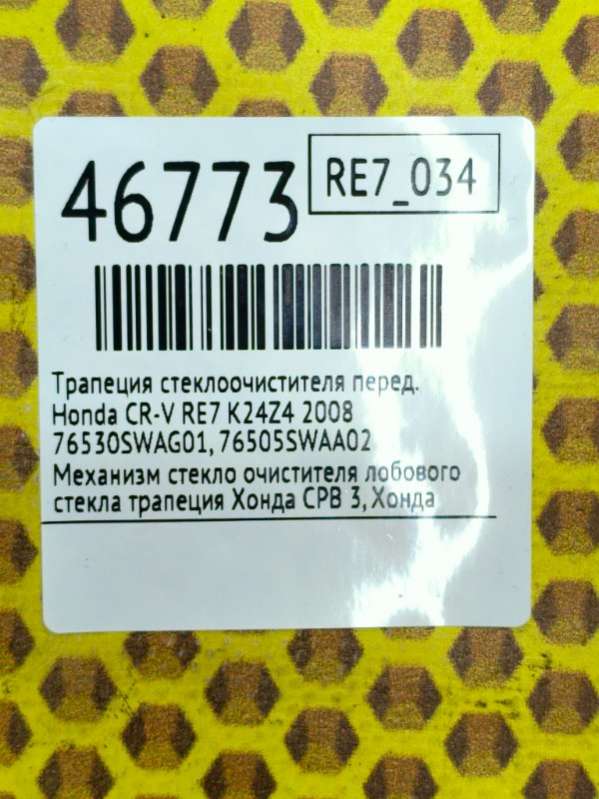 46773
RE7_034
Трапеция стеклоочистителя перед.
Honda CR-V RE7 K24Z4 2008
76530SWAG01, 76505SWAA02
Механизм стекло очистителя лобового
стекла трапеция Хонда СРВ 3, Хонда